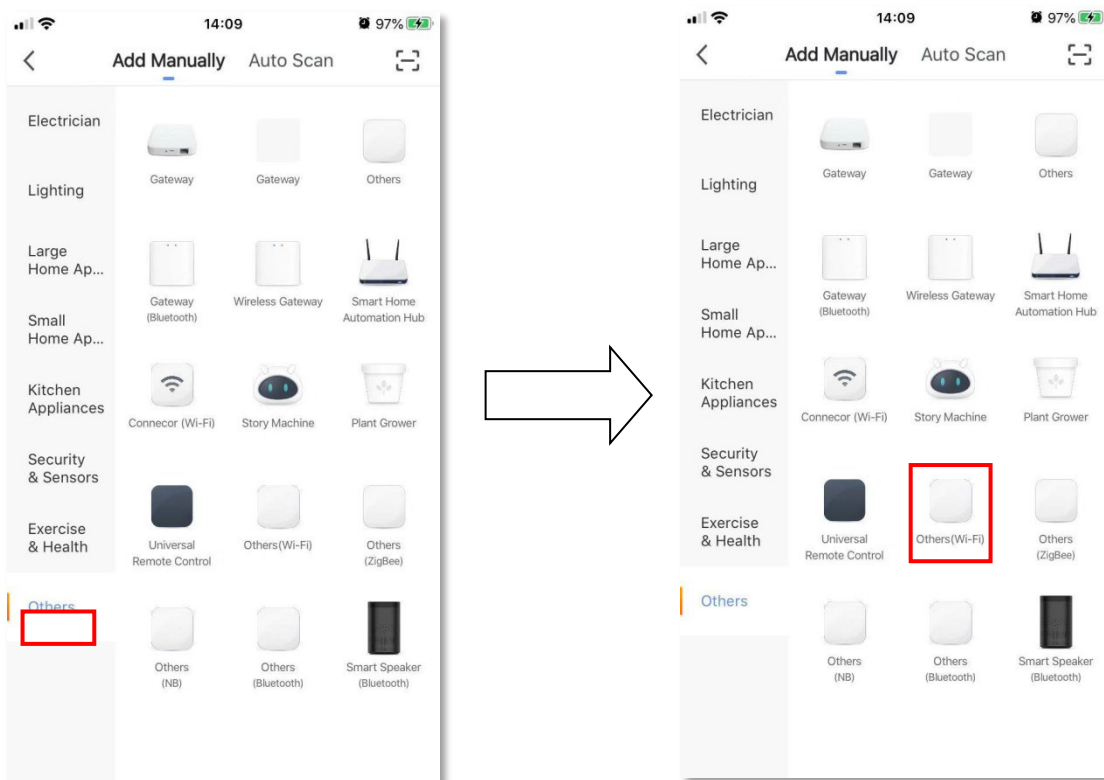 14:09
97%
Add Manually
Auto Scan
Electrician
Lighting
Large
Home Ap...
Small
Home Ap...
Kitchen
Appliances
Security
& Sensors
Exercise
& Health
Others
Gateway
Gateway
Others
Gateway
(Bluetooth)
Wireless Gateway
Smart Home
Automation Hub
Connecor (Wi-Fi)
Story Machine
Plant Grower
Universal
Remote Control
Others(Wi-Fi)
Others
(ZigBee)
Others
(NB)
Others
(Bluetooth)
Smart Speaker
(Bluetooth)
14:09
97%
Add Manually
Auto Scan
Electrician
Lighting
Large
Home Ap...
Small
Home Ap...
Kitchen
Appliances
Security
& Sensors
Exercise
& Health
Others
Gateway
Gateway
Others
Gateway
(Bluetooth)
Wireless Gateway
Smart Home
Automation Hub
Connecor (Wi-Fi)
Story Machine
Plant Grower
Universal
Remote Control
Others(Wi-Fi)
Others
(ZigBee)
Others
(NB)
Others
(Bluetooth)
Smart Speaker
(Bluetooth)